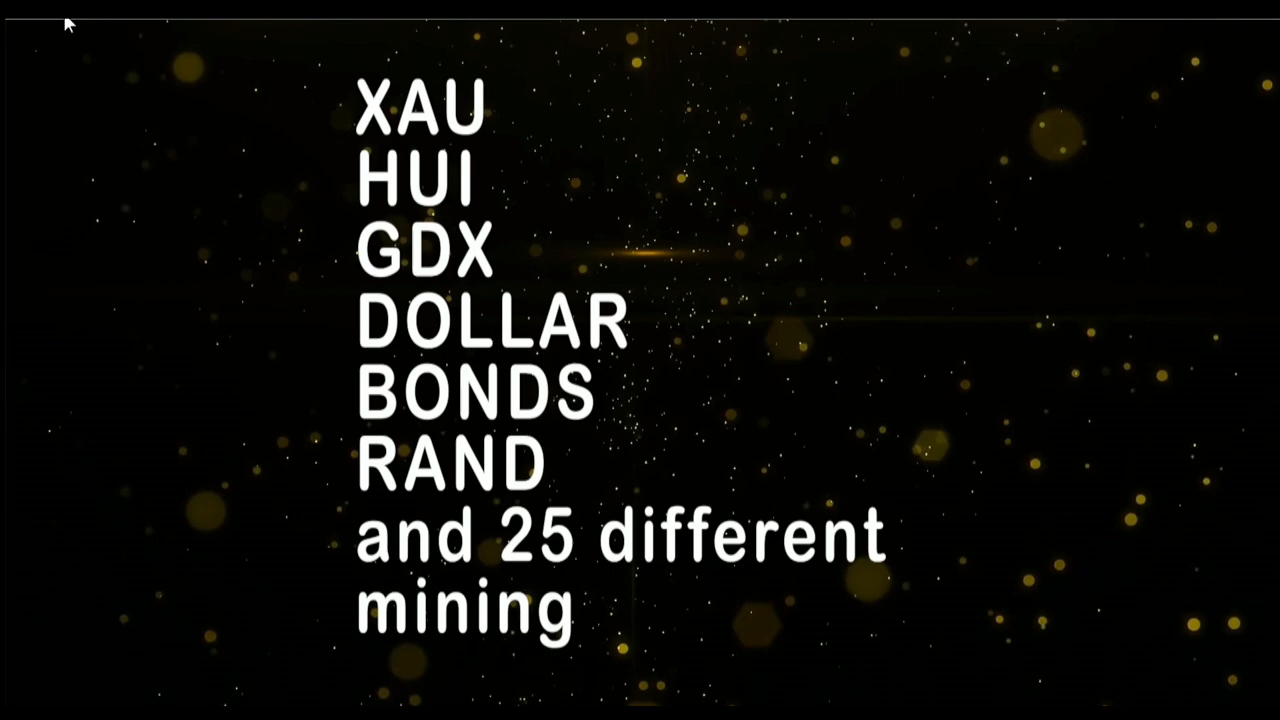 XAU
HUI
GDX
DOLLAR
BONDS
RAND
and 25 different
mining